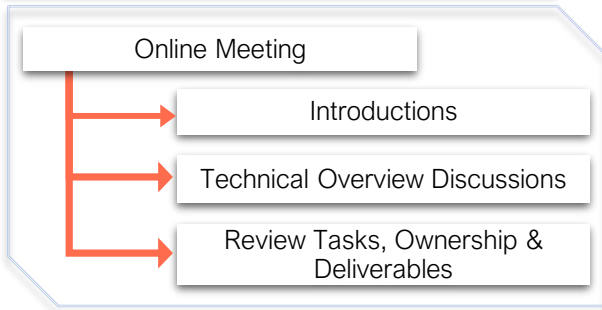 Online Meeting
Introductions
Technical Overview Discussions
Review Tasks, Ownership &
Deliverables